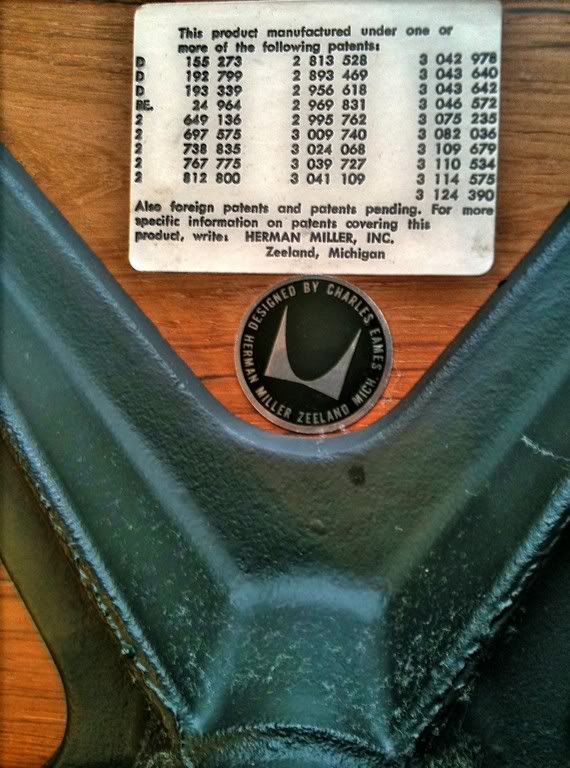 This product manufactured under one or
more of the following patents:
D 155 273 2 813 528 3 042 978
D 192 799 2 893 469 3 043 640
D 193 339 2 956 618 3 043 642
RE. 24 964 2 969 831 3 046 572
2 649 136 2 995 762 3 075 235
2 697 575 3 009 740 3 082 036
2 738 835 3 024 068 3 109 679
2 767 775 3 039 727 3 110 534
2 812 800 3 041 109 3 114 575
3 124 390
Also foreign patents and patents pending. For more
specific information on patents covering this
product, write: HERMAN MILLER, INC.
Zeeland, Michigan
DESIGNED BY CHARLES EAMES
HERMAN MILLER ZEELAND MICH.